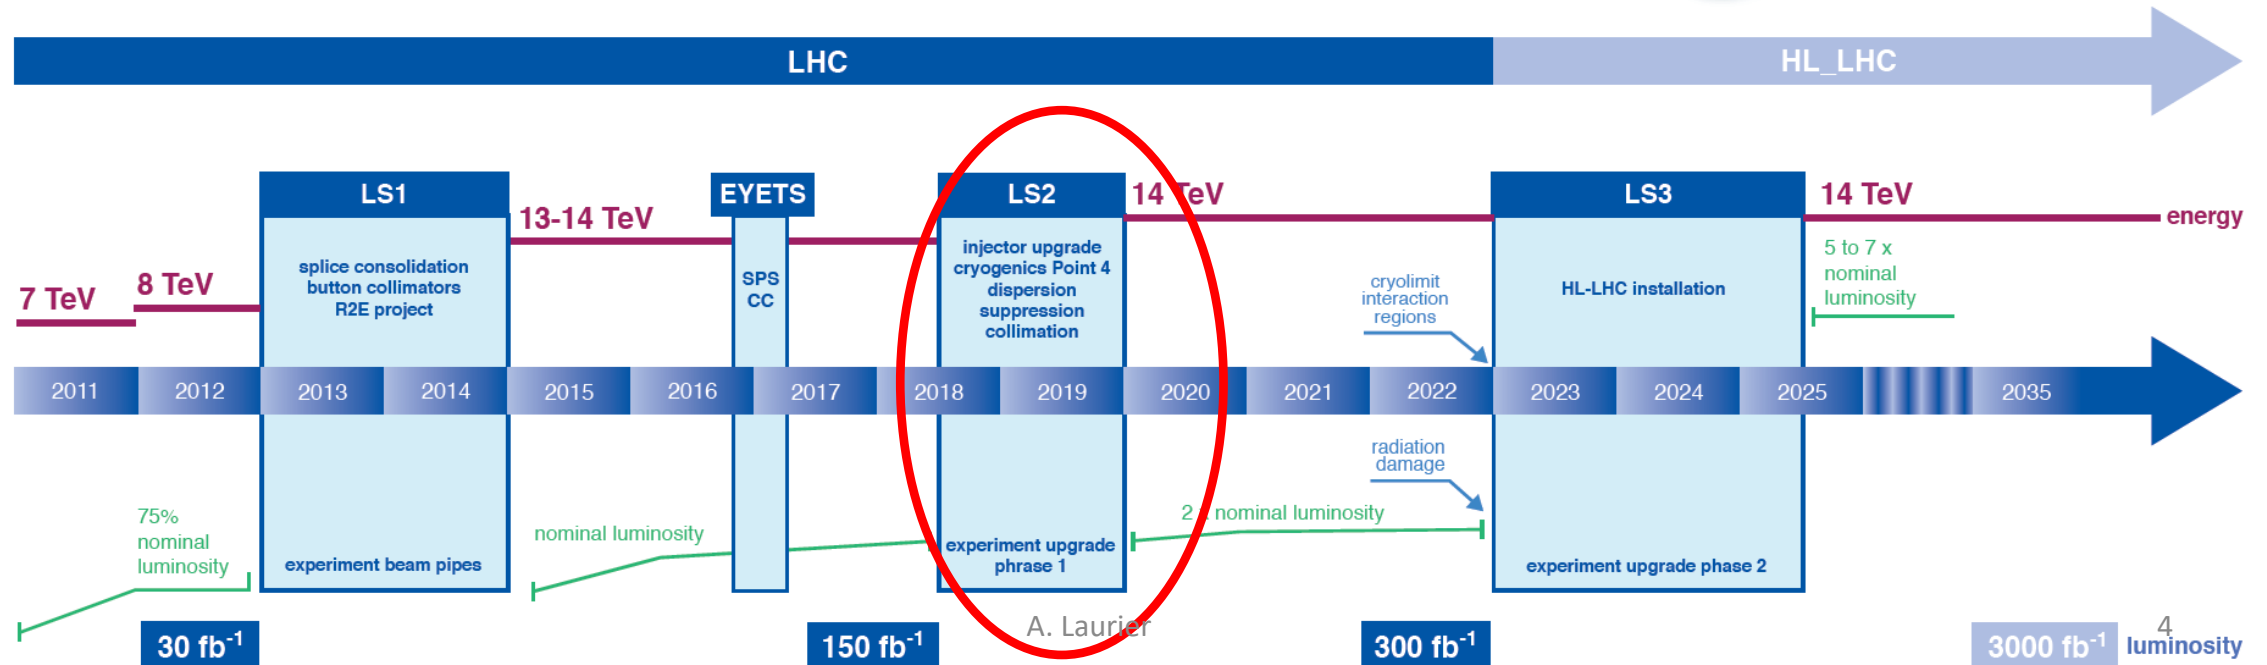 LHC
HL_LHC
LS1
EYETS
LS2
14 TeV
LS3
14 TeV
13-14 TeV
energy
7 TeV
8 TeV
splice consolidation
button collimators
R2E project
SPS
CC
injector upgrade
cryogenics Point 4
dispersion
suppression
collimation
cryolimit
interaction
regions
HL-LHC installation
5 to 7 x
nominal
luminosity
2011
2012
2013
2014
2015
2016
2017
2018
2019
2020
2021
2022
2023
2024
2025
2035
radiation
damage
75%
nominal
luminosity
nominal luminosity
2 x nominal luminosity
experiment beam pipes
experiment upgrade
phrase 1
experiment upgrade phase 2
30 fb-1
150 fb-1
A. Laurier
300 fb-1
3000 fb-1
luminosity
4